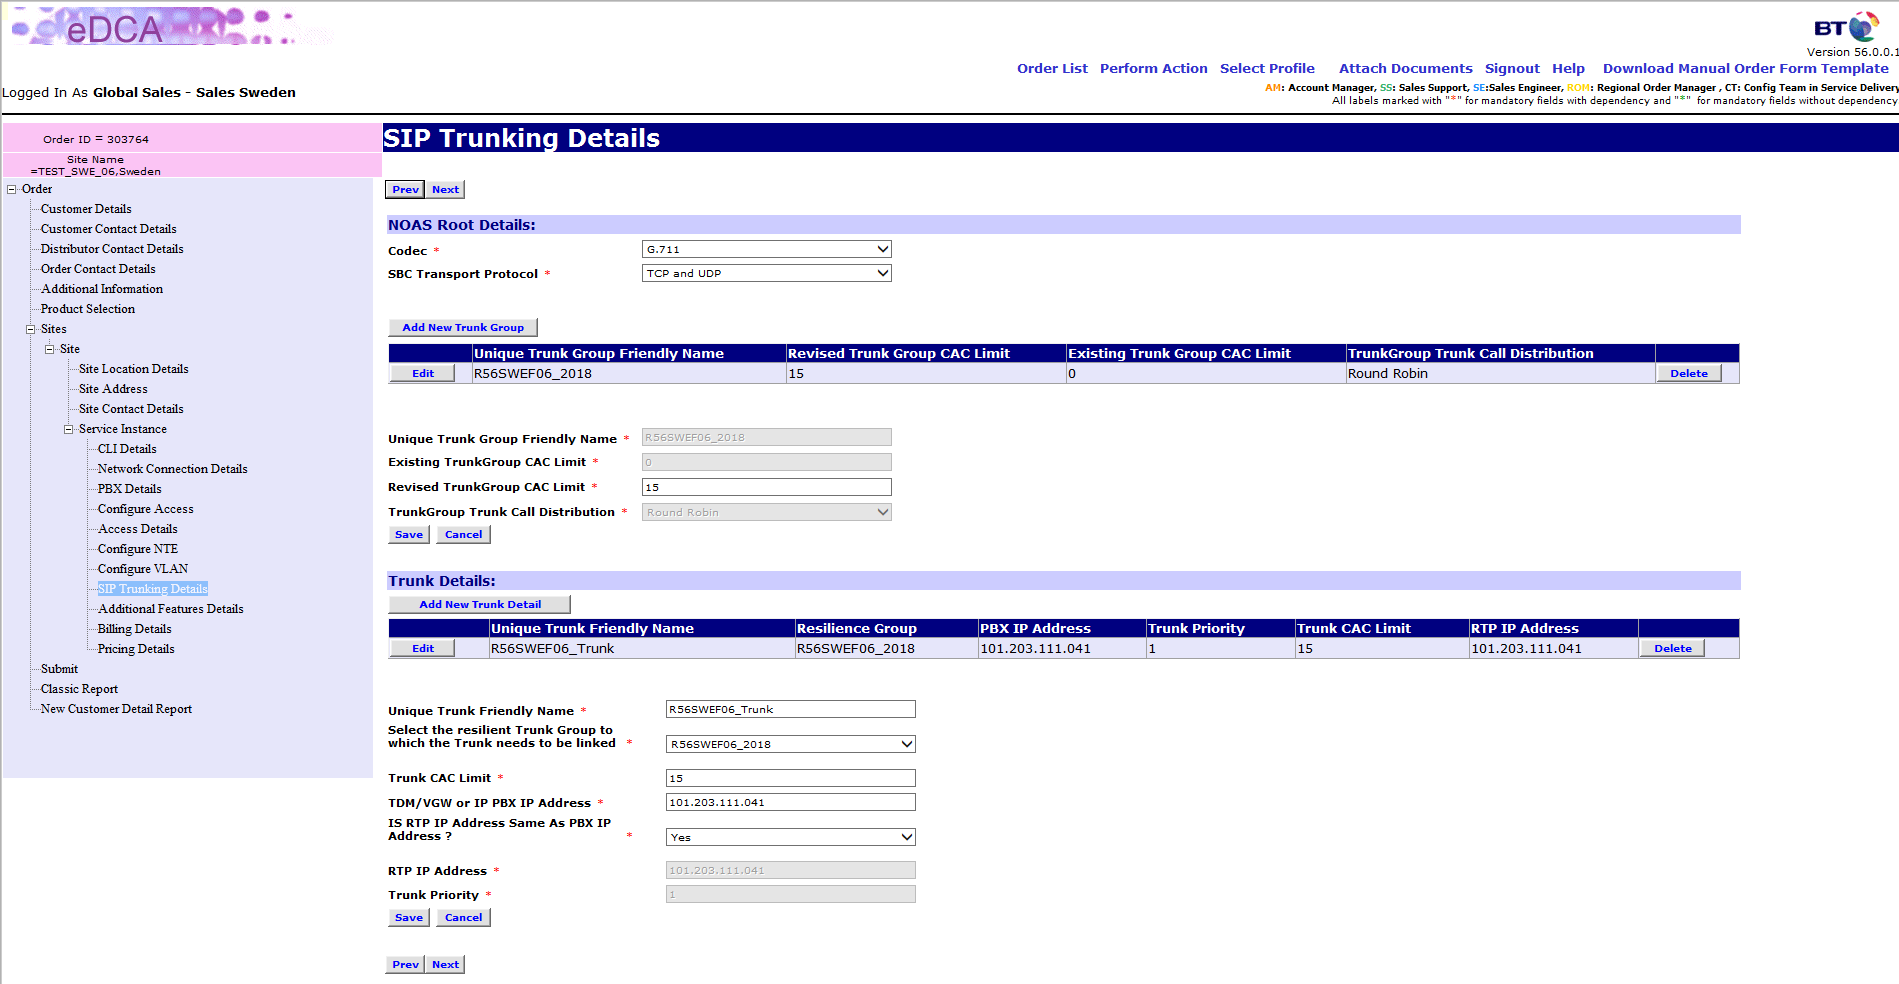 eDCA
BT
Version 56.0.0.1
Order List Perform Action Select Profile Attach Documents Signout Help Download Manual Order Form Template
Logged In As Global Sales - Sales Sweden
AM: Account Manager, SS: Sales Support, SE:Sales Engineer, ROM: Regional Order Manager , CT: Config Team in Service Delivery
All labels marked with "*" for mandatory fields with dependency and "*" for mandatory fields without dependency
Order ID = 303764
Site Name
=TEST_SWE_06,Sweden
Order
Customer Details
Customer Contact Details
Distributor Contact Details
Order Contact Details
Additional Information
Product Selection
Sites
Site
Site Location Details
Site Address
Site Contact Details
Service Instance
CLI Details
Network Connection Details
PBX Details
Configure Access
Access Details
Configure NTE
Configure VLAN
SIP Trunking Details
Additional Features Details
Billing Details
Pricing Details
Submit
Classic Report
New Customer Detail Report
SIP Trunking Details
Prev Next
NOAS Root Details:
Codec * G.711
SBC Transport Protocol * TCP and UDP
Add New Trunk Group
Unique Trunk Group Friendly Name Revised Trunk Group CAC Limit Existing Trunk Group CAC Limit TrunkGroup Trunk Call Distribution
Edit R56SWEF06_2018 15 0 Round Robin Delete
Unique Trunk Group Friendly Name * R56SWEF06_2018
Existing TrunkGroup CAC Limit * 0
Revised TrunkGroup CAC Limit * 15
TrunkGroup Trunk Call Distribution * Round Robin
Save Cancel
Trunk Details:
Add New Trunk Detail
Unique Trunk Friendly Name Resilience Group PBX IP Address Trunk Priority Trunk CAC Limit RTP IP Address
Edit R56SWEF06_Trunk R56SWEF06_2018 101.203.111.041 1 15 101.203.111.041 Delete
Unique Trunk Friendly Name * R56SWEF06_Trunk
Select the resilient Trunk Group to
which the Trunk needs to be linked * R56SWEF06_2018
Trunk CAC Limit * 15
TDM/VGW or IP PBX IP Address * 101.203.111.041
IS RTP IP Address Same As PBX IP
Address ? * Yes
RTP IP Address * 101.203.111.041
Trunk Priority * 1
Save Cancel
Prev Next